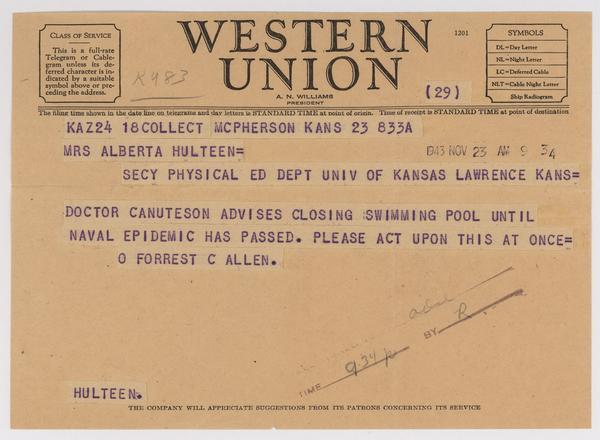 CLASS OF SERVICE
This is a full-rate
Telegram or Cable-
gram unless its de-
ferred character is in-
dicated by a suitable
symbol above or pre-
ceding the address.
K983
WESTERN
UNION
A. N. WILLIAMS
PRESIDENT
1201
(29)
SYMBOLS
DL=Day Letter
NL=Night Letter
LC=Deferred Cable
NLT=Cable Night Letter
Ship Radiogram
The filing time shown in the date line on telegrams and day letters is STANDARD TIME at point of origin. Time of receipt is STANDARD TIME at point of destination
KAZ24 18COLLECT MCPHERSON KANS 23 833A
MRS ALBERTA HULTEEN=
1943 NOV 23 AM 9 34
SECY PHYSICAL ED DEPT UNIV OF KANSAS LAWRENCE KANS=
DOCTOR CANUTESON ADVISES CLOSING SWIMMING POOL UNTIL
NAVAL EPIDEMIC HAS PASSED. PLEASE ACT UPON THIS AT ONCE=
O FORREST C ALLEN.
TIME 934p BY R.
HULTEEN.
THE COMPANY WILL APPRECIATE SUGGESTIONS FROM ITS PATRONS CONCERNING ITS SERVICE